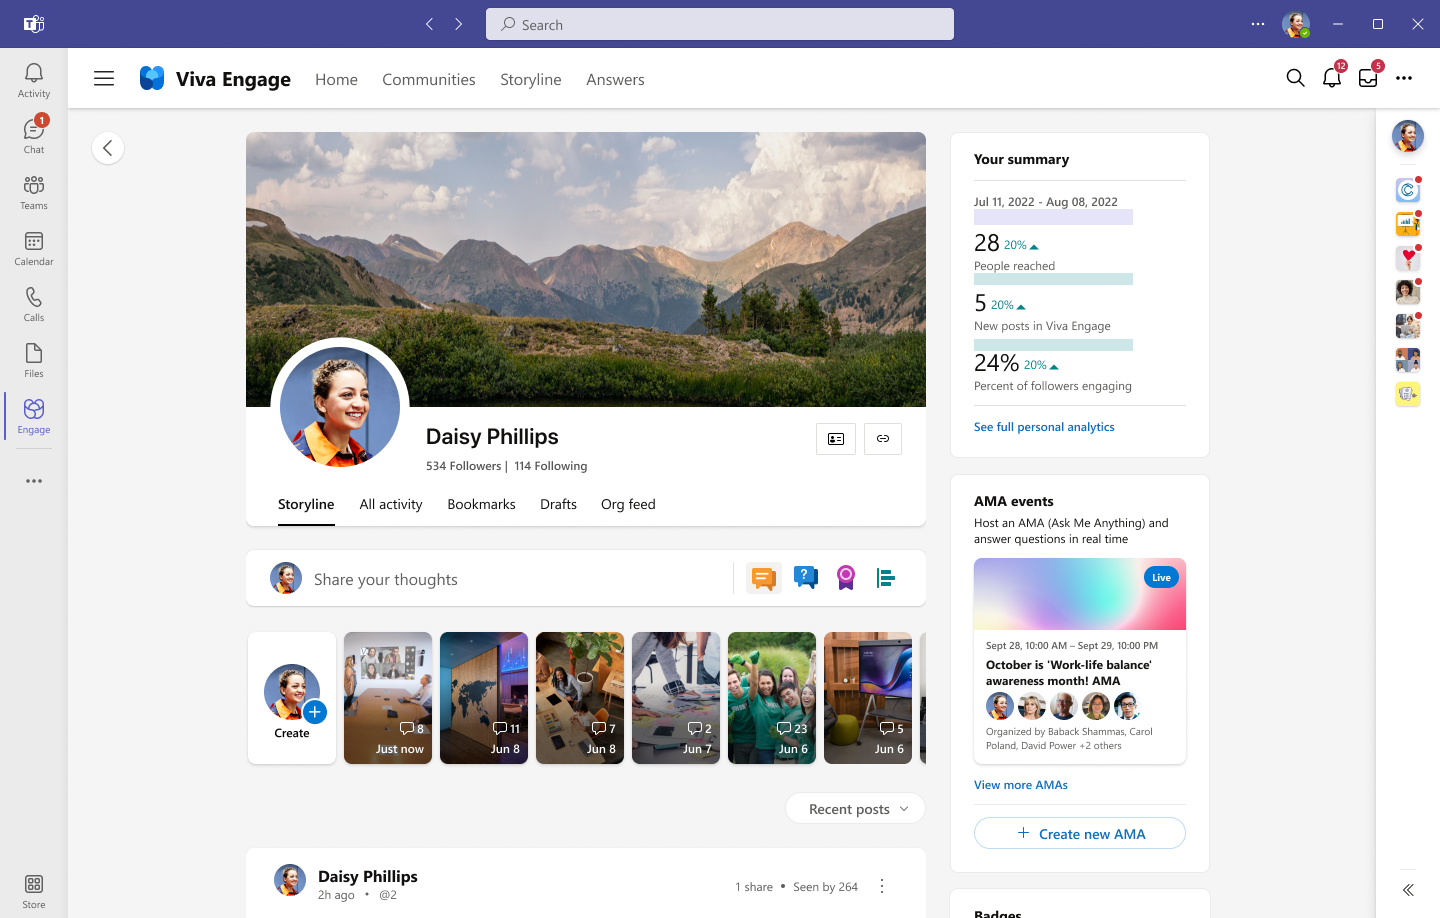 Search
Activity
1
Chat
Teams
Calendar
Calls
Files
Engage
Store
Viva Engage
Home
Communities
Storyline
Answers
12
5
Daisy Phillips
534 Followers | 114 Following
Storyline
All activity
Bookmarks
Drafts
Org feed
Share your thoughts
Create
8
Just now
11
Jun 8
7
Jun 8
2
Jun 7
23
Jun 6
5
Jun 6
Recent posts
Daisy Phillips
2h ago • @2
1 share • Seen by 264
Your summary
Jul 11, 2022 - Aug 08, 2022
28 20%
People reached
5 20%
New posts in Viva Engage
24% 20%
Percent of followers engaging
See full personal analytics
AMA events
Host an AMA (Ask Me Anything) and
answer questions in real time
Live
Sept 28, 10:00 AM – Sept 29, 10:00 PM
October is 'Work-life balance'
awareness month! AMA
Organized by Baback Shammas, Carol
Poland, David Power +2 others
View more AMAs
+ Create new AMA
Badges